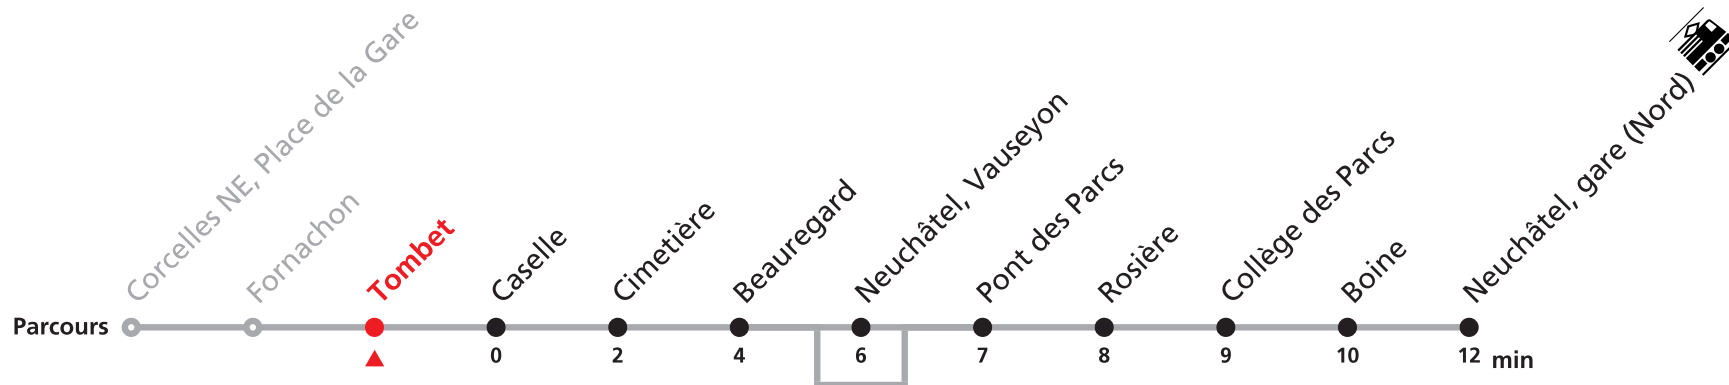 Corcelles NE, Place de la Gare
Fornachon
Tombet
Caselle
Cimetière
Beauregard
Neuchâtel, Vauseyon
Pont des Parcs
Rosière
Collège des Parcs
Boine
Neuchâtel, gare (Nord)
Parcours
0 2 4 6 7 8 9 10 12 min